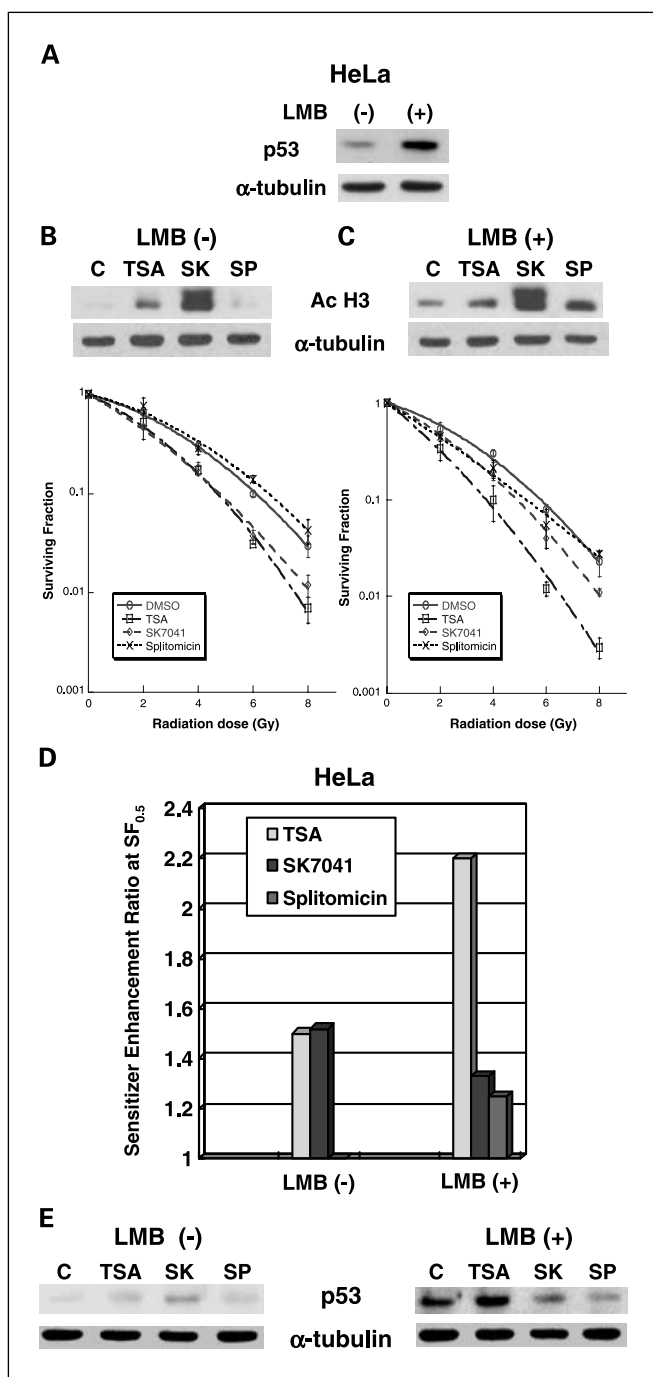 A
HeLa
LMB (-) (+)
p53
α-tubulin
B
LMB (-)
C TSA SK SP
C
LMB (+)
C TSA SK SP
Ac H3
α-tubulin
Surviving Fraction
1
0.1
0.01
0.001
0 2 4 6 8
Radiation dose (Gy)
DMSO
TSA
SK7041
Splitomicin
Surviving Fraction
1
0.1
0.01
0.001
0 2 4 6 8
Radiation dose (Gy)
DMSO
TSA
SK7041
Splitomicin
D
HeLa
Sensitizer Enhancement Ratio at SF0.5
2.4
2.2
2
1.8
1.6
1.4
1.2
1
TSA
SK7041
Splitomicin
LMB (-) LMB (+)
E
LMB (-)
C TSA SK SP
LMB (+)
C TSA SK SP
p53
α-tubulin